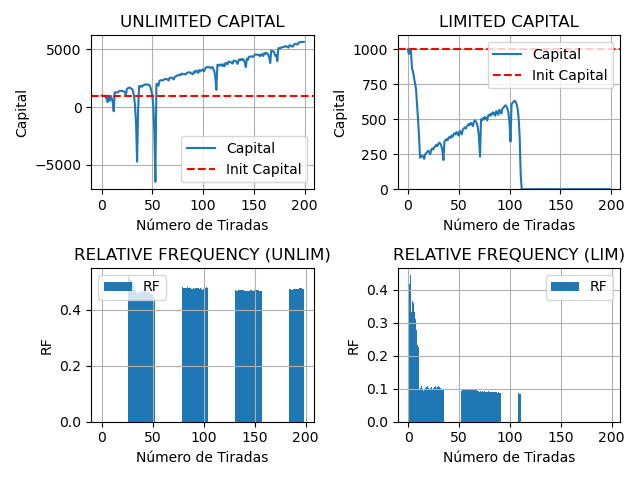 UNLIMITED CAPITAL
Capital
5000
0
−5000
0
50
100
150
200
Número de Tiradas
Capital
Init Capital
LIMITED CAPITAL
Capital
1000
750
500
250
0
0
50
100
150
200
Número de Tiradas
Capital
Init Capital
RELATIVE FREQUENCY (UNLIM)
RF
0.4
0.2
0.0
0
50
100
150
200
Número de Tiradas
RF
RELATIVE FREQUENCY (LIM)
RF
0.4
0.3
0.2
0.1
0.0
0
50
100
150
200
Número de Tiradas
RF